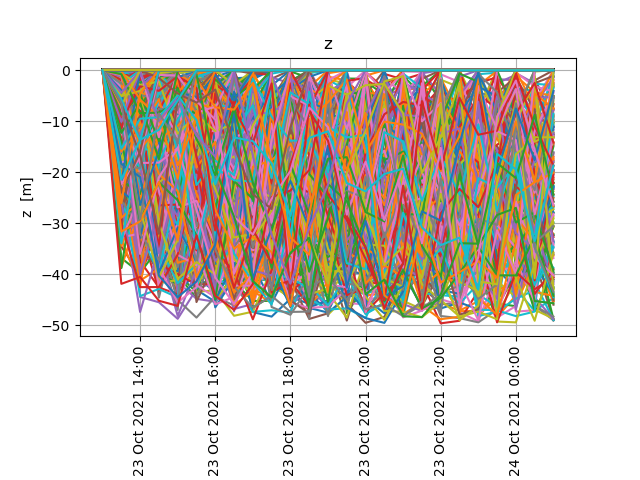 z
0
−10
−20
−30
−40
−50
z [m]
23 Oct 2021 14:00
23 Oct 2021 16:00
23 Oct 2021 18:00
23 Oct 2021 20:00
23 Oct 2021 22:00
24 Oct 2021 00:00